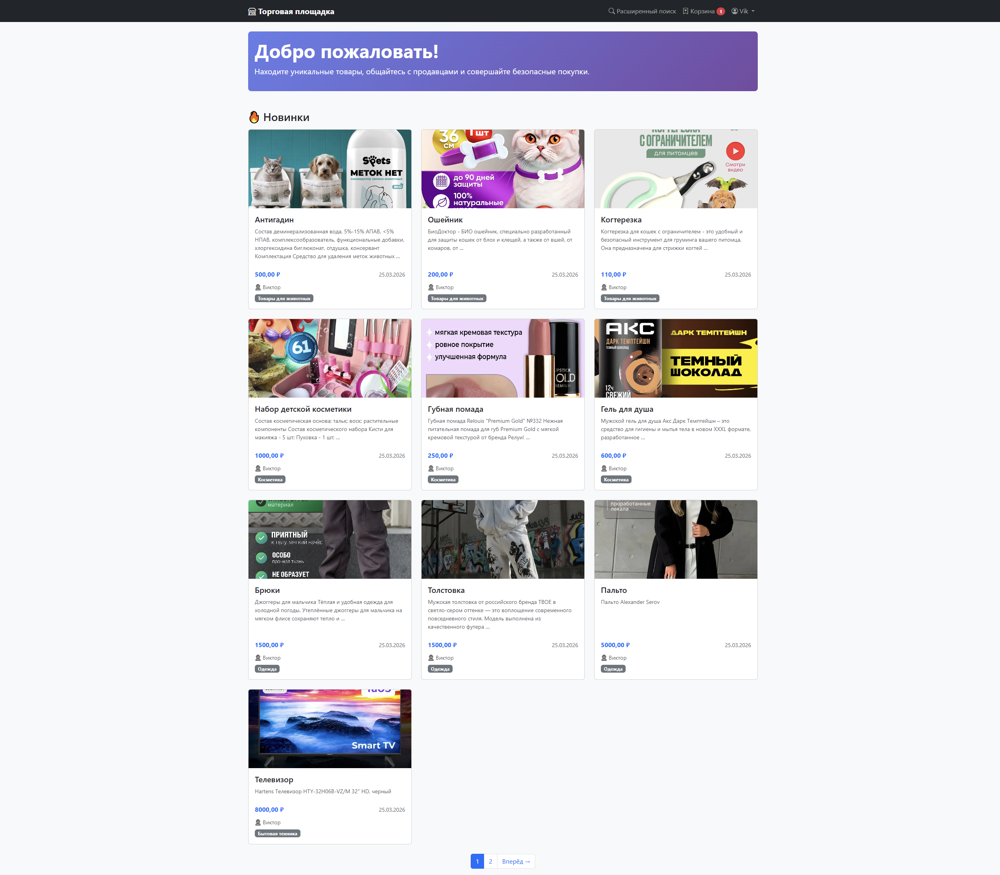 Торговая площадка
Расширенный поиск
Корзина 1
Vik
Добро пожаловать!
Находите уникальные товары, общайтесь с продавцами и совершайте безопасные покупки.
Новинки
Spets
МЕТОК НЕТ
ликвидатор запаха животных
эко
Антигадин
Состав деминерализованная вода, 5%-15% АПАВ, <5%
НПАВ, комплексообразователь, функциональные добавки,
хлоргексидина биглюконат, отдушка, консервант
Комплектация Средство для удаления меток животных ...
500,00 ₽
25.03.2026
Виктор
Товары для животных
36
СМ
1 шт
до 90 дней
защиты
100%
натуральные
Ошейник
БиоДоктор - БИО ошейник, специально разработанный
для защиты кошек от блох и клещей, а также от вшей, от
комаров, от ...
200,00 ₽
25.03.2026
Виктор
Товары для животных
КОГТЕРЕЗКА
С ОГРАНИЧИТЕЛЕМ
для питомцев
Смотри
видео
Когтерезка
Когтерезка для кошек с ограничителем - это удобный и
безопасный инструмент для груминга вашего питомца.
Она предназначена для стрижки когтей ...
110,00 ₽
25.03.2026
Виктор
Товары для животных
61
Набор детской косметики
Состав косметическая основа; тальк; воск; растительные
компоненты Состав косметического набора Кисти для
макияжа - 5 шт; Пуховка - 1 шт; ...
1000,00 ₽
25.03.2026
Виктор
Косметика
мягкая кремовая текстура
ровное покрытие
улучшенная формула
LIPSTICK
GOLD
PREMIUM
Губная помада
Губная помада Relouis "Premium Gold" №332 Нежная
питательная помада для губ Premium Gold с мягкой
кремовой текстурой от бренда Релуи! ...
250,00 ₽
25.03.2026
Виктор
Косметика
АКС
ДАРК ТЕМПТЕЙШН
ТЕМНЫЙ ШОКОЛАД
12ч
СВЕЖИЙ
ДАРК ТЕМПТЕЙШН
ТЕМНЫЙ
ШОКОЛАД
Гель для душа
Мужской гель для душа Акс Дарк Темптейшн – это
средство для гигиены и мытья тела в новом XXXL формате,
разработанное ...
600,00 ₽
25.03.2026
Виктор
Косметика
материал
ПРИЯТНЫЙ
к телу, мягкий начёс
ОСОБО
прочная ткань
НЕ ОБРАЗУЕТ
Брюки
Джоггеры для мальчика Тёплая и удобная одежда для
холодной погоды. Утеплённые джоггеры для мальчика на
мягком флисе сохраняют тепло и ...
1500,00 ₽
25.03.2026
Виктор
Одежда
Толстовка
Мужская толстовка от российского бренда ТВОЕ в
светло-сером оттенке — это воплощение современного
повседневного стиля. Модель выполнена из
качественного футера ...
1500,00 ₽
25.03.2026
Виктор
Одежда
проработанные
лекала
Пальто
Пальто Alexander Serov
5000,00 ₽
25.03.2026
Виктор
Одежда
Smart TV
Телевизор
Hartens Телевизор HTY-32H06B-VZ/M 32" HD, черный
8000,00 ₽
25.03.2026
Виктор
Бытовая техника
1
2
Вперёд →